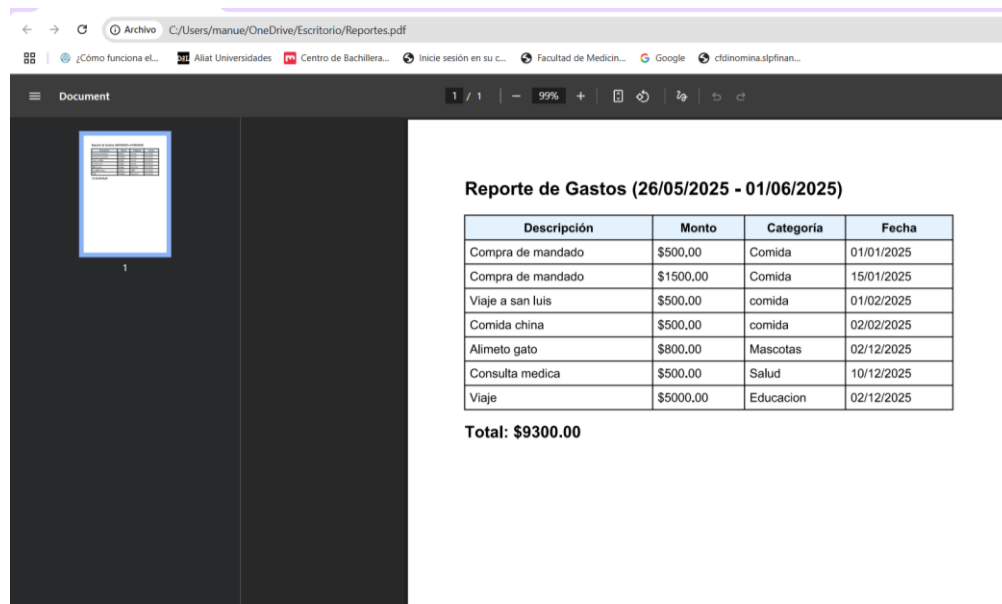 Archivo C:/Users/manue/OneDrive/Escritorio/Reportes.pdf
¿Cómo funciona el... Aliat Universidades Centro de Bachillera... Inicie sesión en su c... Facultad de Medicin... Google cfdinomina.slpfinan...
Document 1 / 1 99%
1
Reporte de Gastos (26/05/2025 - 01/06/2025)
Descripción Monto Categoría Fecha
Compra de mandado $500.00 Comida 01/01/2025
Compra de mandado $1500.00 Comida 15/01/2025
Viaje a san luis $500.00 comida 01/02/2025
Comida china $500.00 comida 02/02/2025
Alimeto gato $800.00 Mascotas 02/12/2025
Consulta medica $500.00 Salud 10/12/2025
Viaje $5000.00 Educacion 02/12/2025
Total: $9300.00